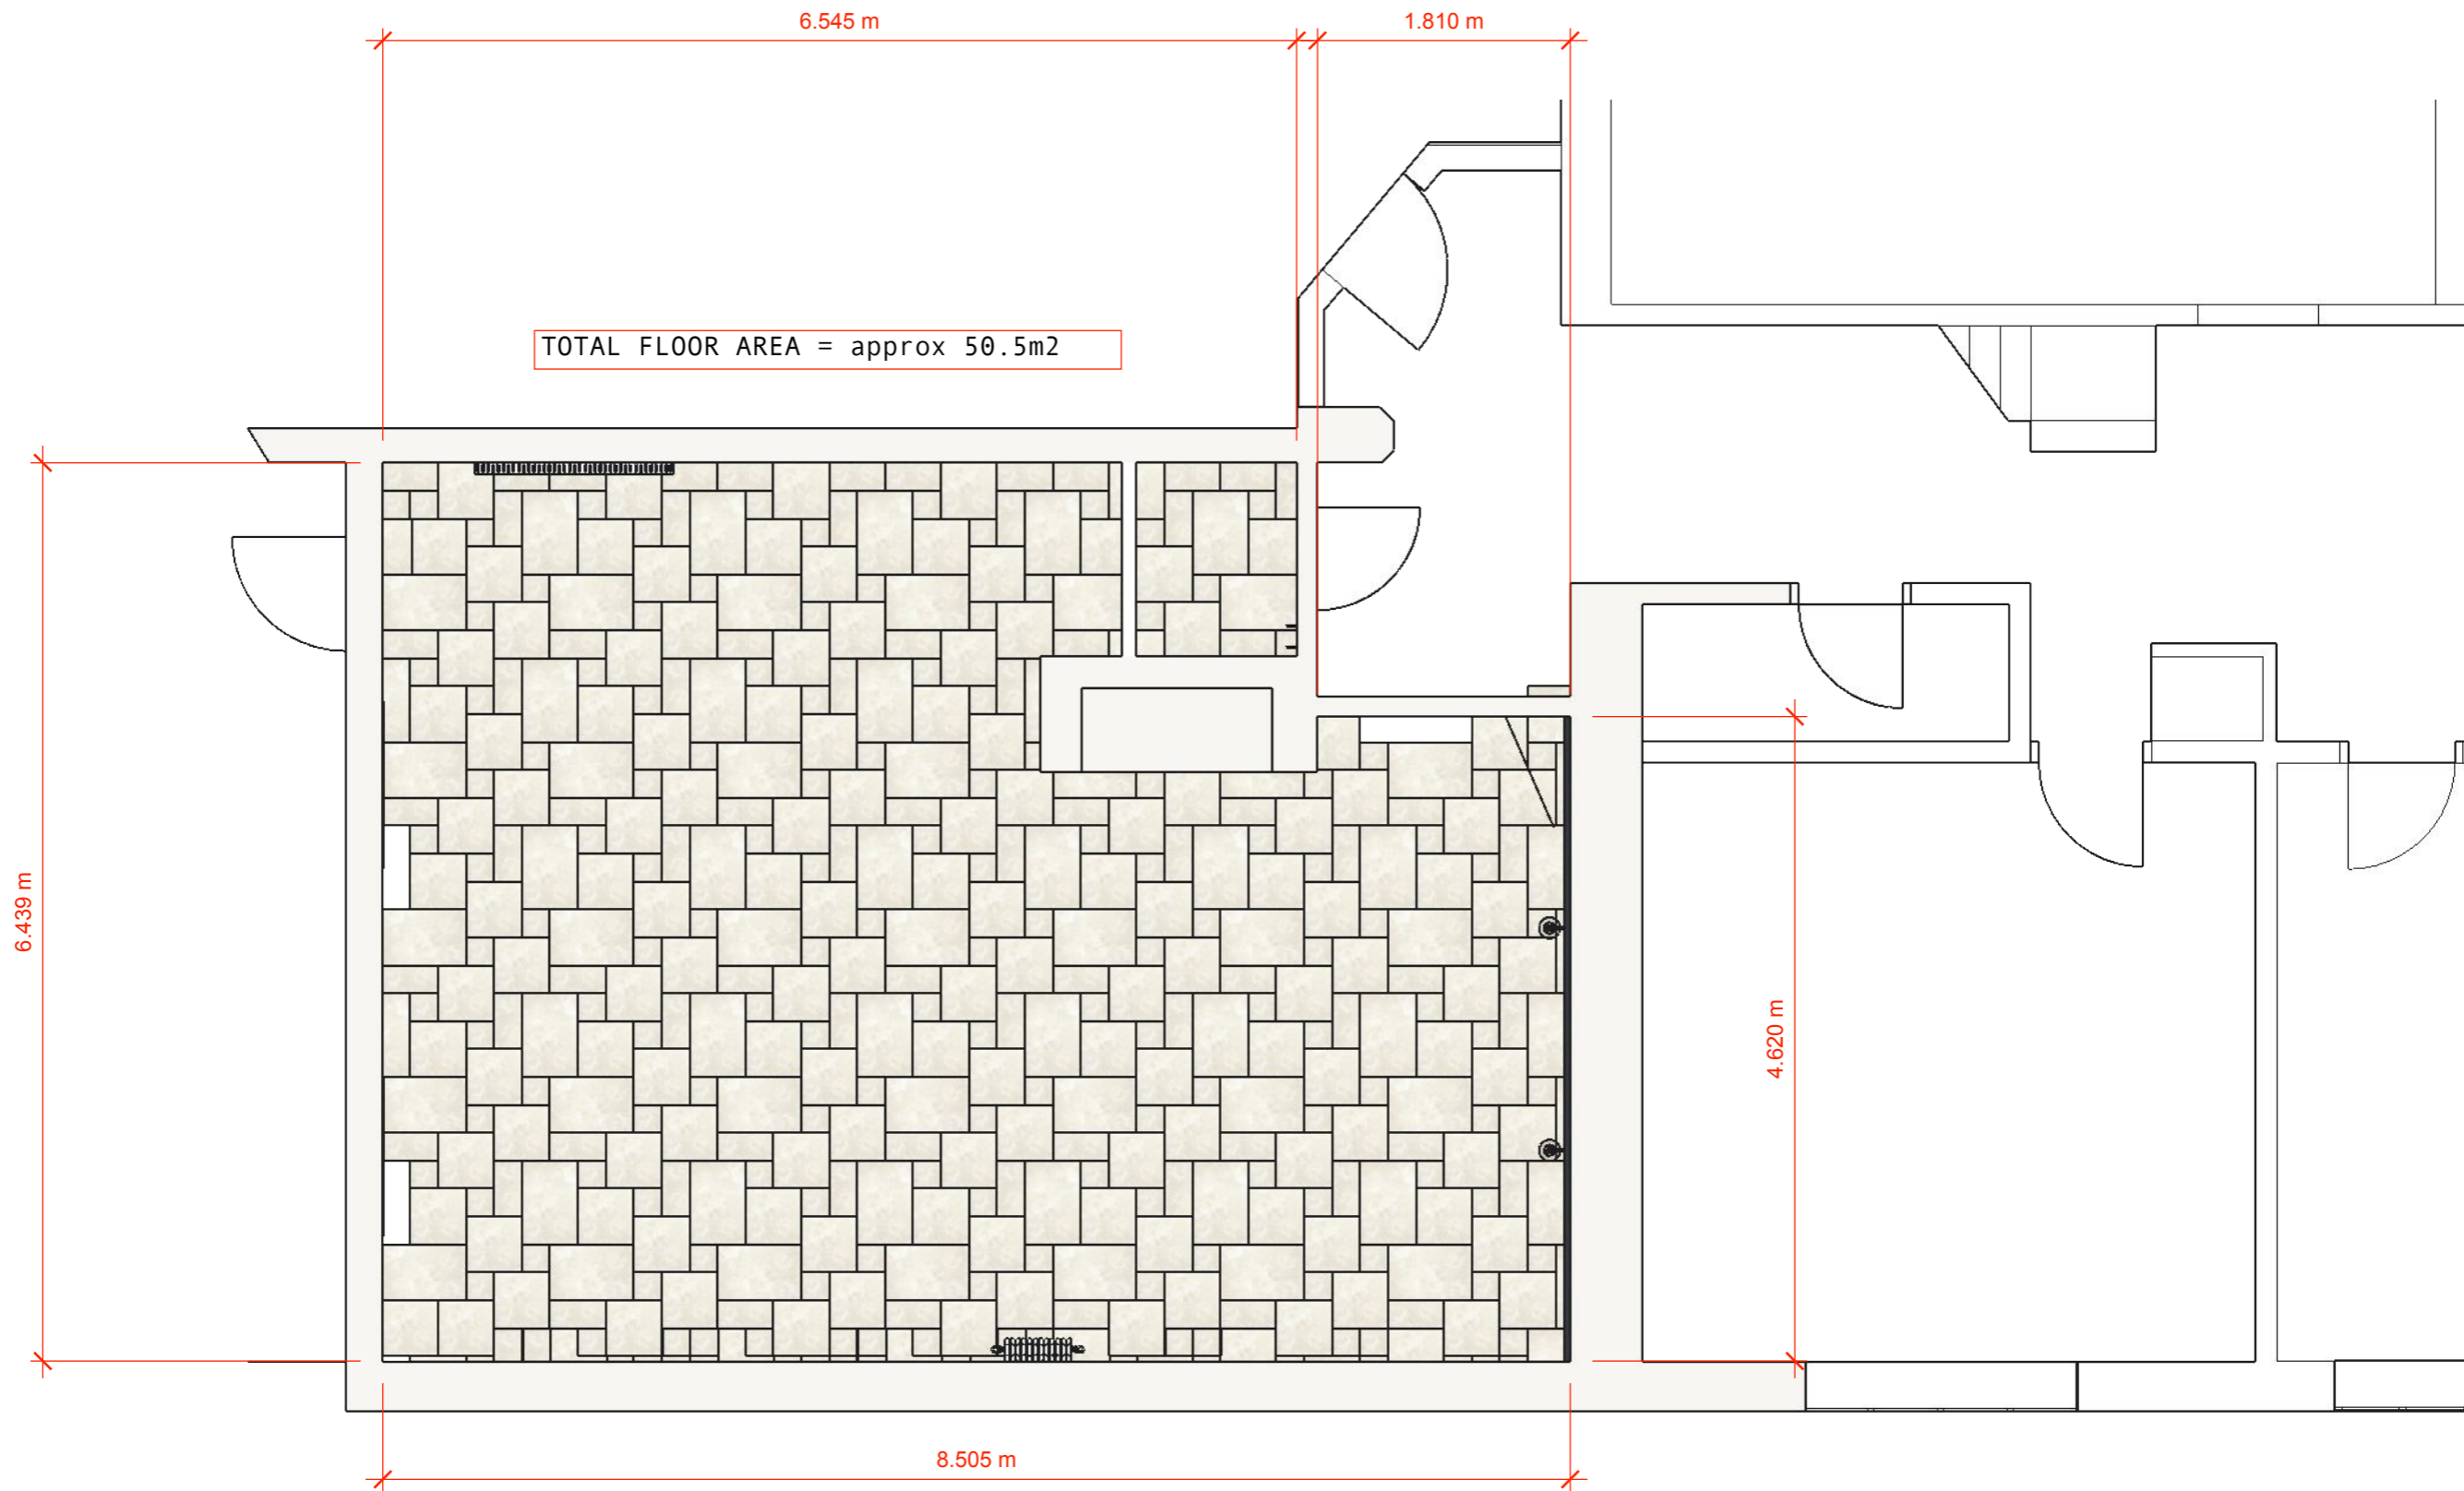 6.545 m
1.810 m
TOTAL FLOOR AREA = approx 50.5m2
6.439 m
4.620 m
8.505 m